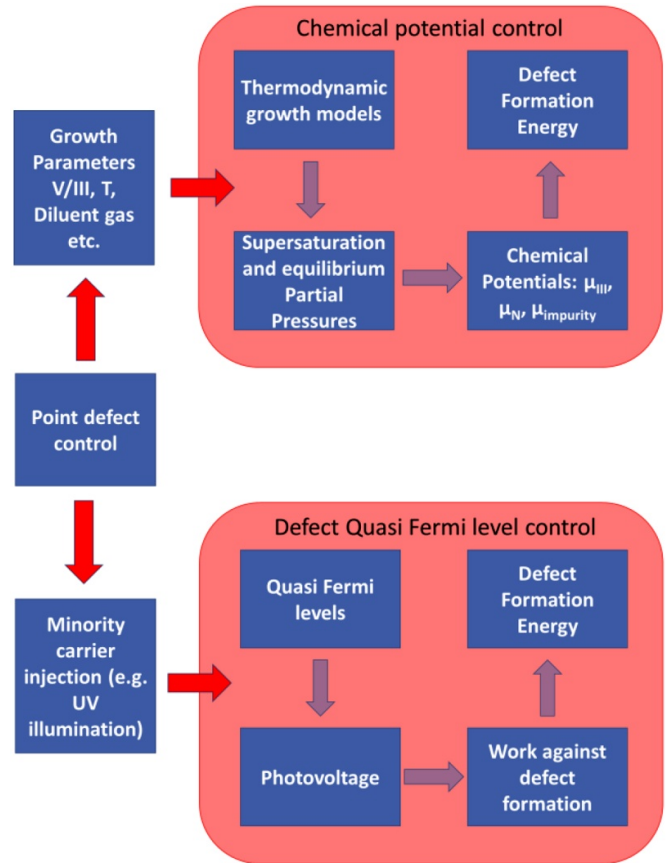 Chemical potential control
Thermodynamic
growth models
Defect
Formation
Energy
Growth
Parameters
V/III, T,
Diluent gas
etc.
Supersaturation
and equilibrium
Partial
Pressures
Chemical
Potentials: μIII,
μN, μimpurity
Point defect
control
Defect Quasi Fermi level control
Quasi Fermi
levels
Defect
Formation
Energy
Minority
carrier
injection (e.g.
UV
illumination)
Photovoltage
Work against
defect
formation